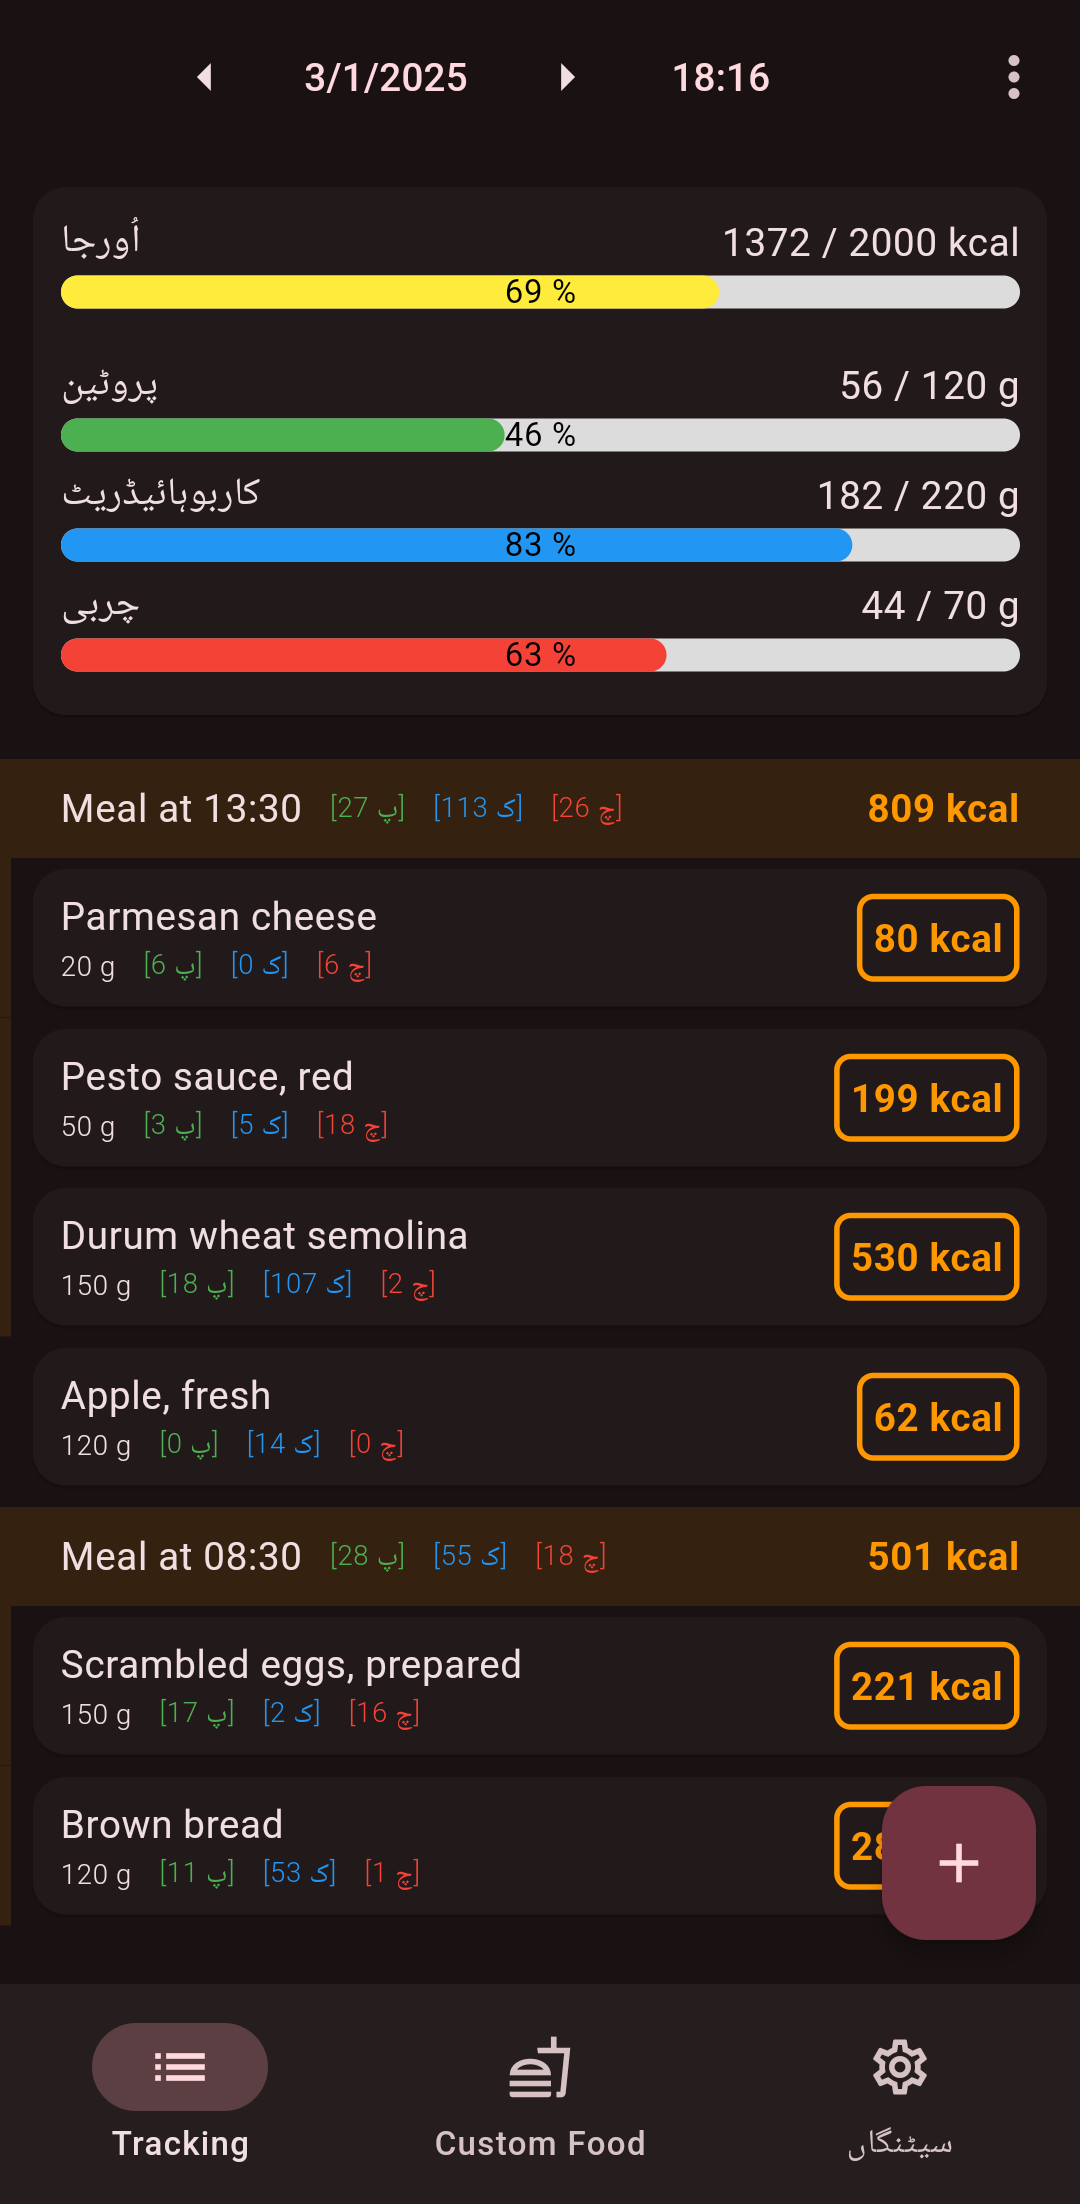 3/1/2025 18:16
اُورجا 1372 / 2000 kcal
69 %
پروٹین 56 / 120 g
46 %
کاربوہائیڈریٹ 182 / 220 g
83 %
چربی 44 / 70 g
63 %
Meal at 13:30 [27 پ] [113 ک] [26 چ] 809 kcal
Parmesan cheese 80 kcal
20 g [6 پ] [0 ک] [6 چ]
Pesto sauce, red 199 kcal
50 g [3 پ] [5 ک] [18 چ]
Durum wheat semolina 530 kcal
150 g [18 پ] [107 ک] [2 چ]
Apple, fresh 62 kcal
120 g [0 پ] [14 ک] [0 چ]
Meal at 08:30 [28 پ] [55 ک] [18 چ] 501 kcal
Scrambled eggs, prepared 221 kcal
150 g [17 پ] [2 ک] [16 چ]
Brown bread
120 g [11 پ] [53 ک] [1 چ]
Tracking Custom Food سیٹنگاں